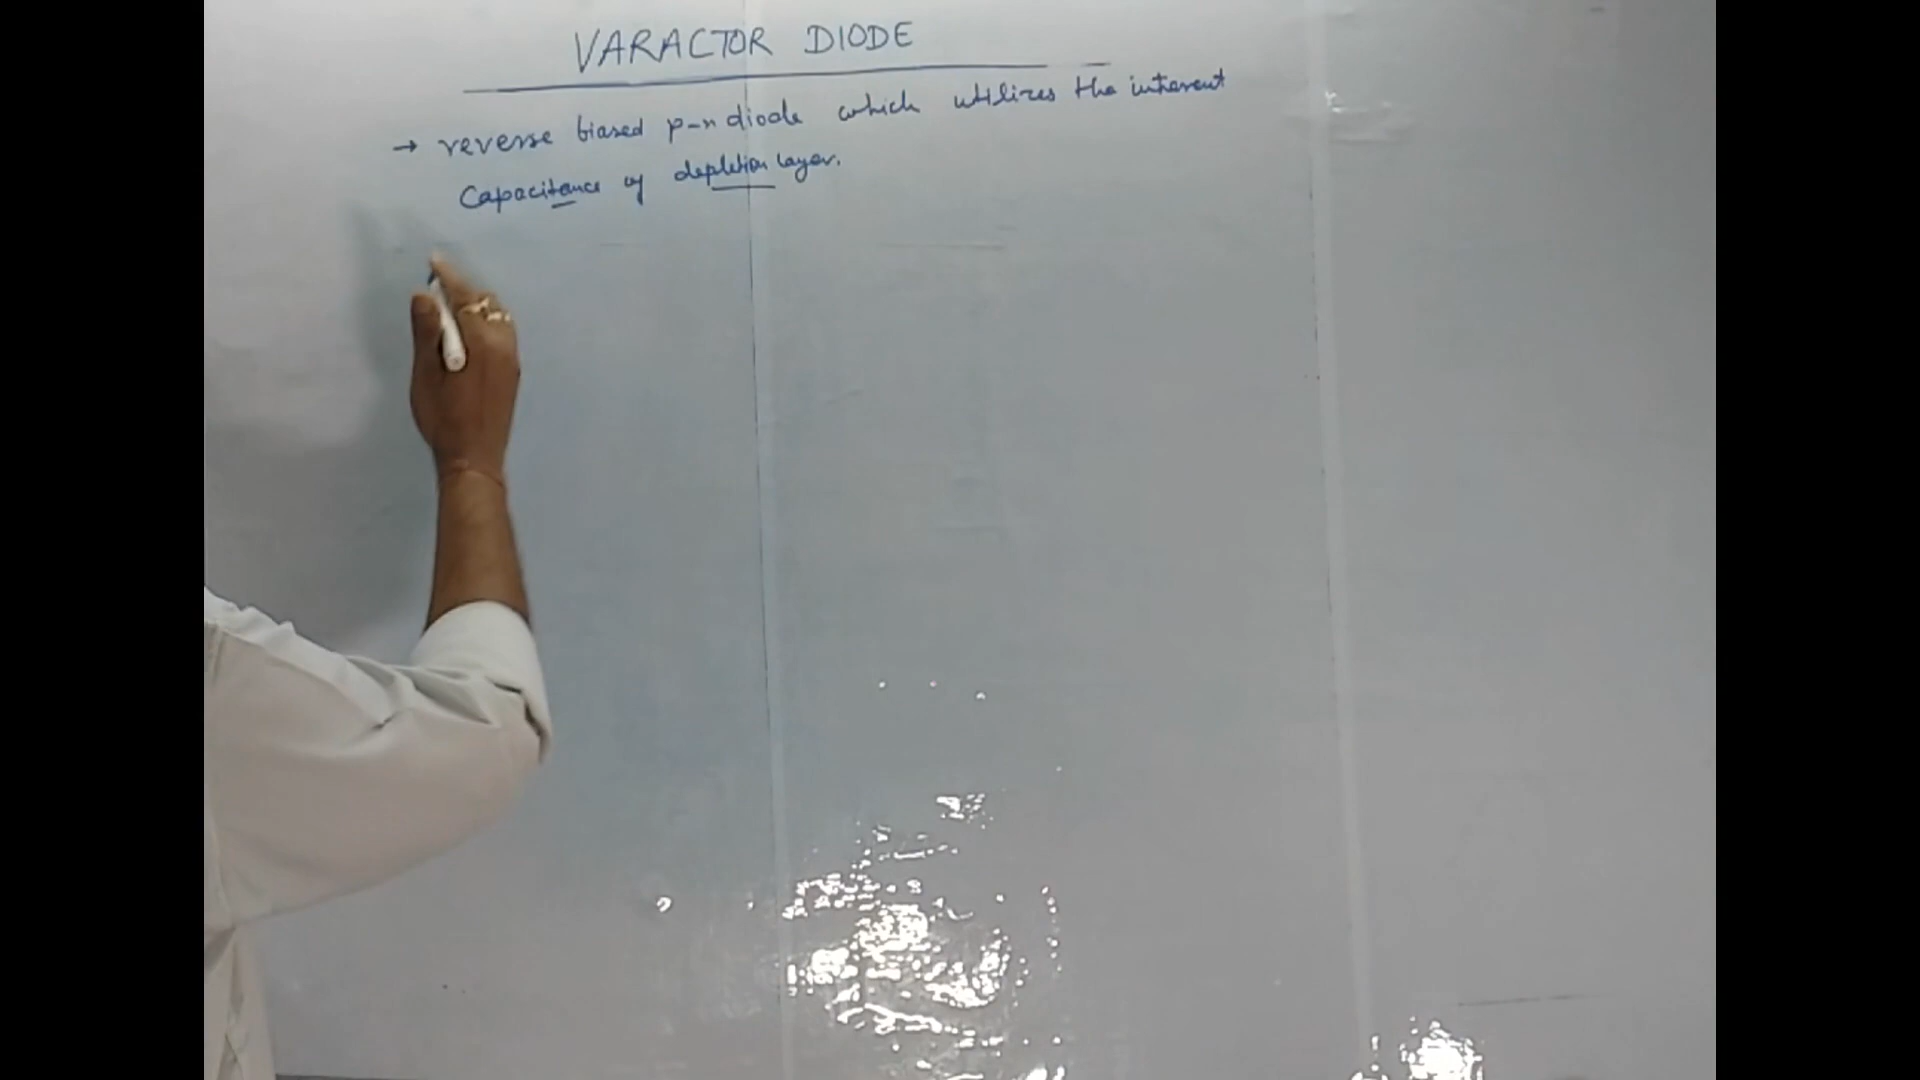 VARACTOR DIODE
→ reverse biased p-n diode which utilizes the inherent
Capacitance of depletion layer.